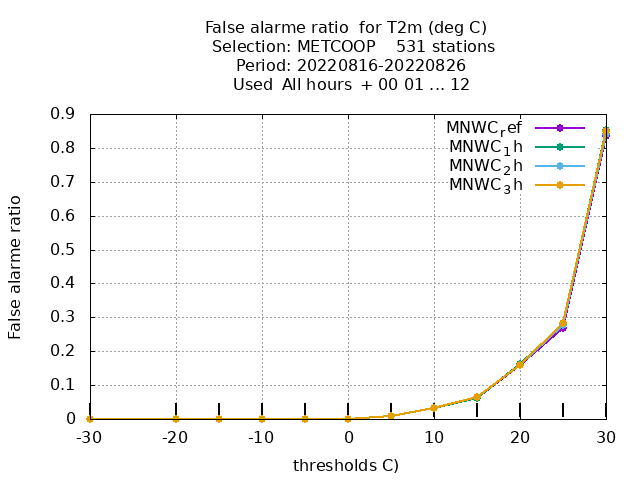 False alarme ratio  for T2m (deg C)
Selection: METCOOP    531 stations
Period: 20220816-20220826
Used  All hours  + 00 01 ... 12
MNWC_ref
MNWC_1h
MNWC_2h
MNWC_3h
False alarme ratio
0.9
0.8
0.7
0.6
0.5
0.4
0.3
0.2
0.1
0
-30 -20 -10 0 10 20 30
thresholds C)